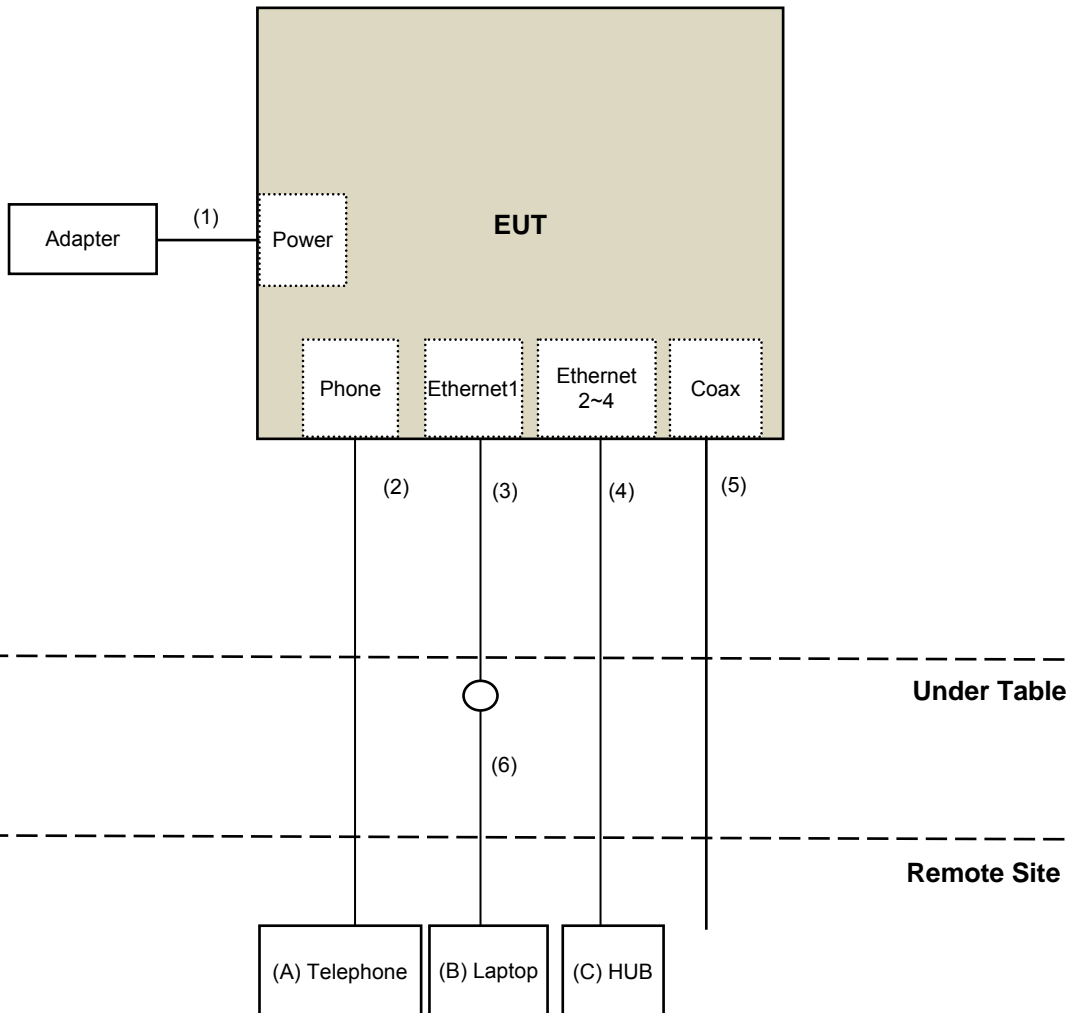 EUT
Adapter
(1)
Power
Phone
Ethernet1
Ethernet
2~4
Coax
(2)
(3)
(4)
(5)
Under Table
(6)
Remote Site
(A) Telephone
(B) Laptop
(C) HUB